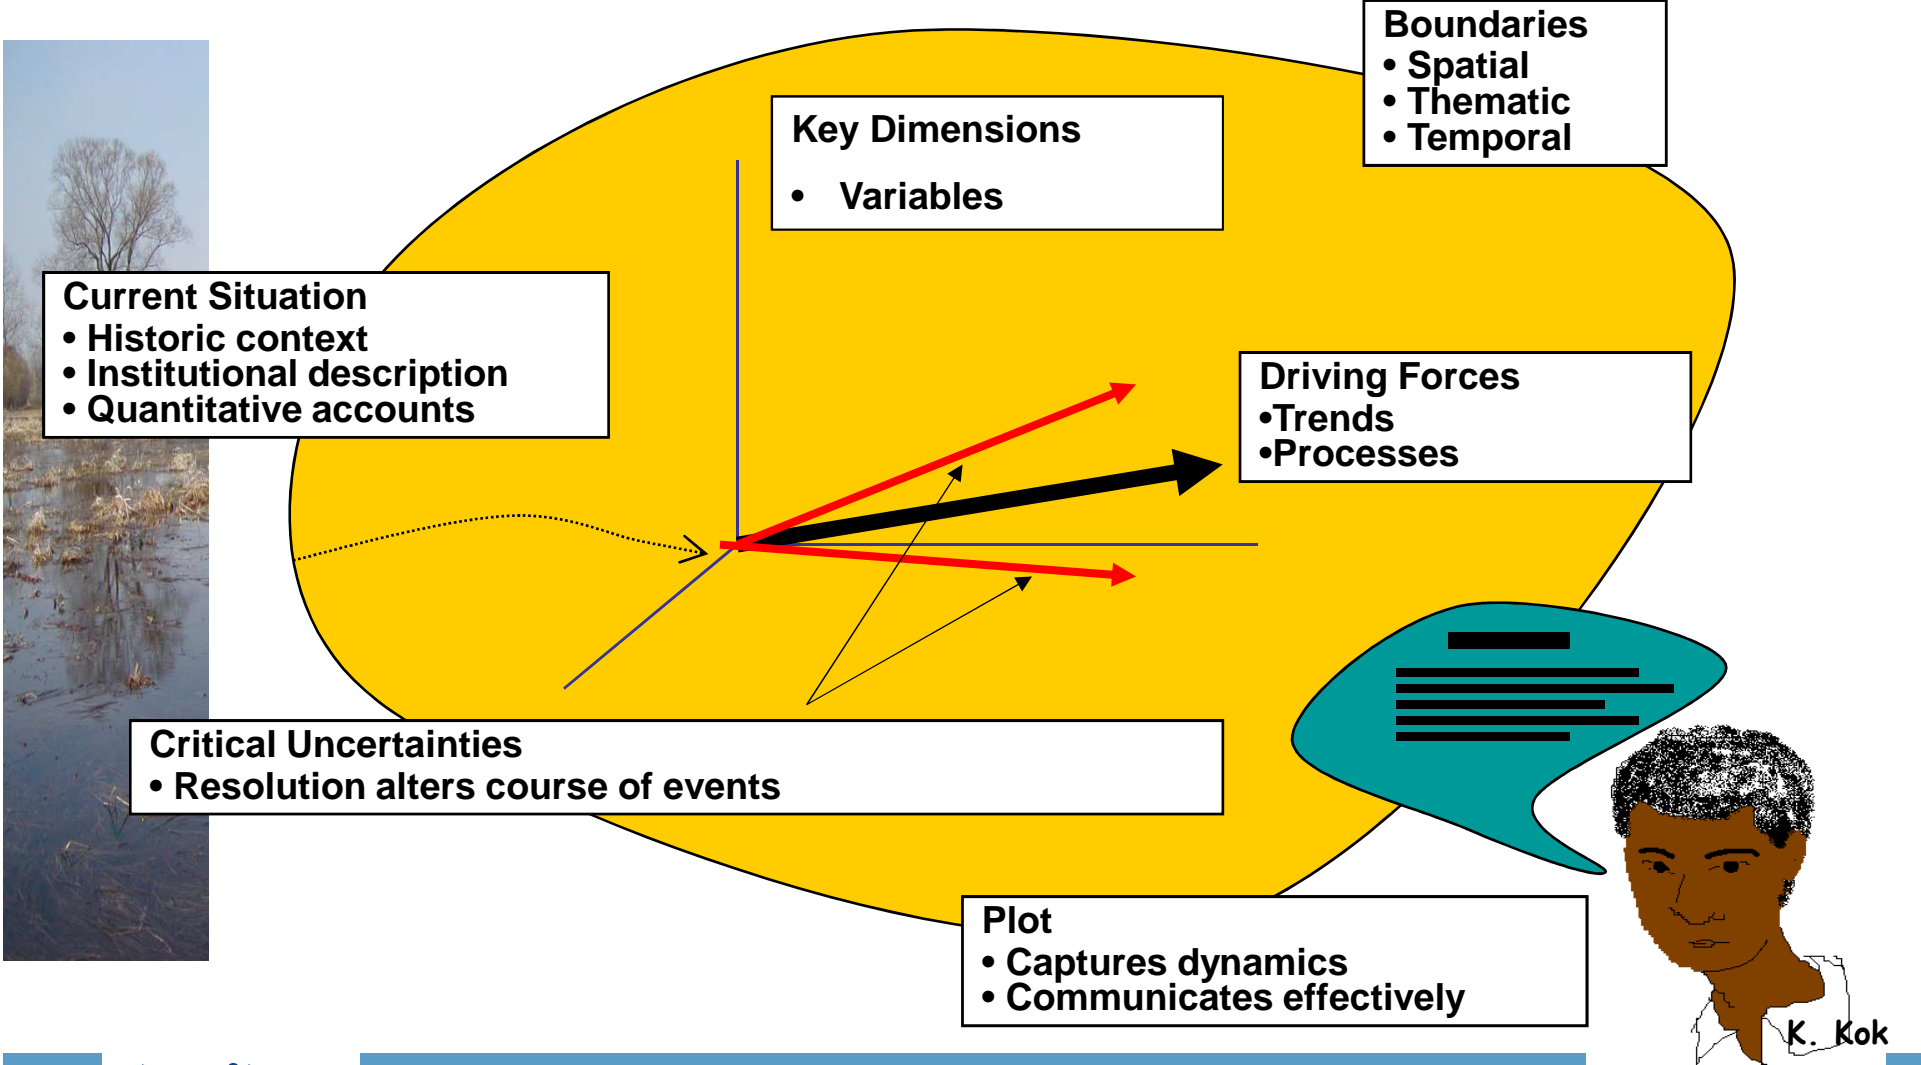 Boundaries
• Spatial
• Thematic
• Temporal
Key Dimensions
• Variables
Current Situation
• Historic context
• Institutional description
• Quantitative accounts
Driving Forces
•Trends
•Processes
Critical Uncertainties
• Resolution alters course of events
Plot
• Captures dynamics
• Communicates effectively
K. Kok